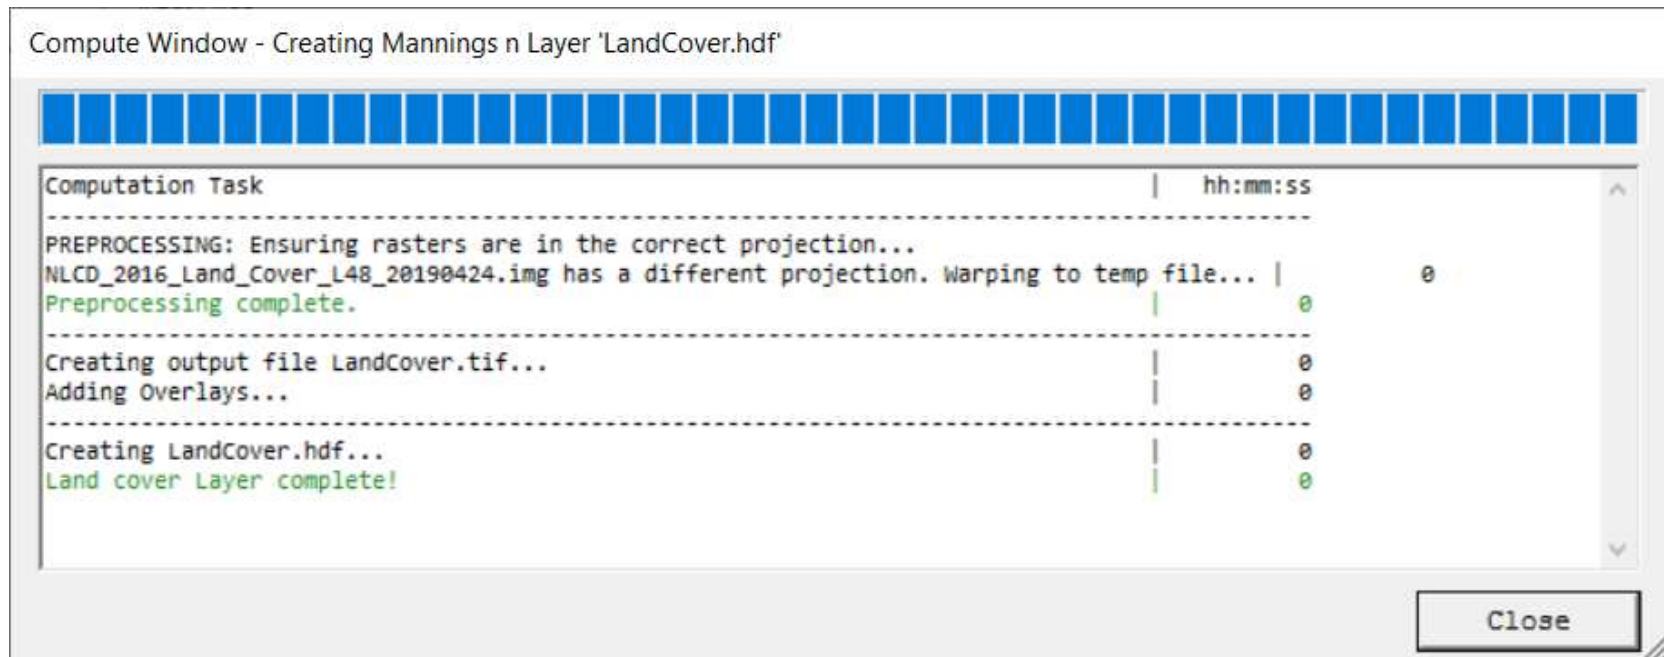 Compute Window - Creating Mannings n Layer 'LandCover.hdf'
Computation Task | hh:mm:ss
--------------------------------------------------------------------------------------------
PREPROCESSING: Ensuring rasters are in the correct projection...
NLCD_2016_Land_Cover_L48_20190424.img has a different projection. Warping to temp file... | 0
Preprocessing complete. | 0
--------------------------------------------------------------------------------------------
Creating output file LandCover.tif... | 0
Adding Overlays... | 0
--------------------------------------------------------------------------------------------
Creating LandCover.hdf... | 0
Land cover Layer complete! | 0
Close